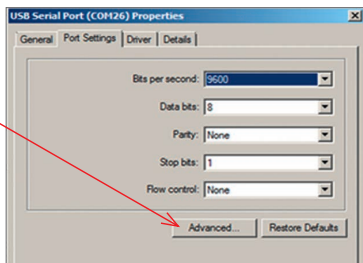 USB Serial Port (COM26) Properties
General Port Settings Driver Details
Bits per second: 9600
Data bits: 8
Parity: None
Stop bits: 1
Flow control: None
Advanced... Restore Defaults